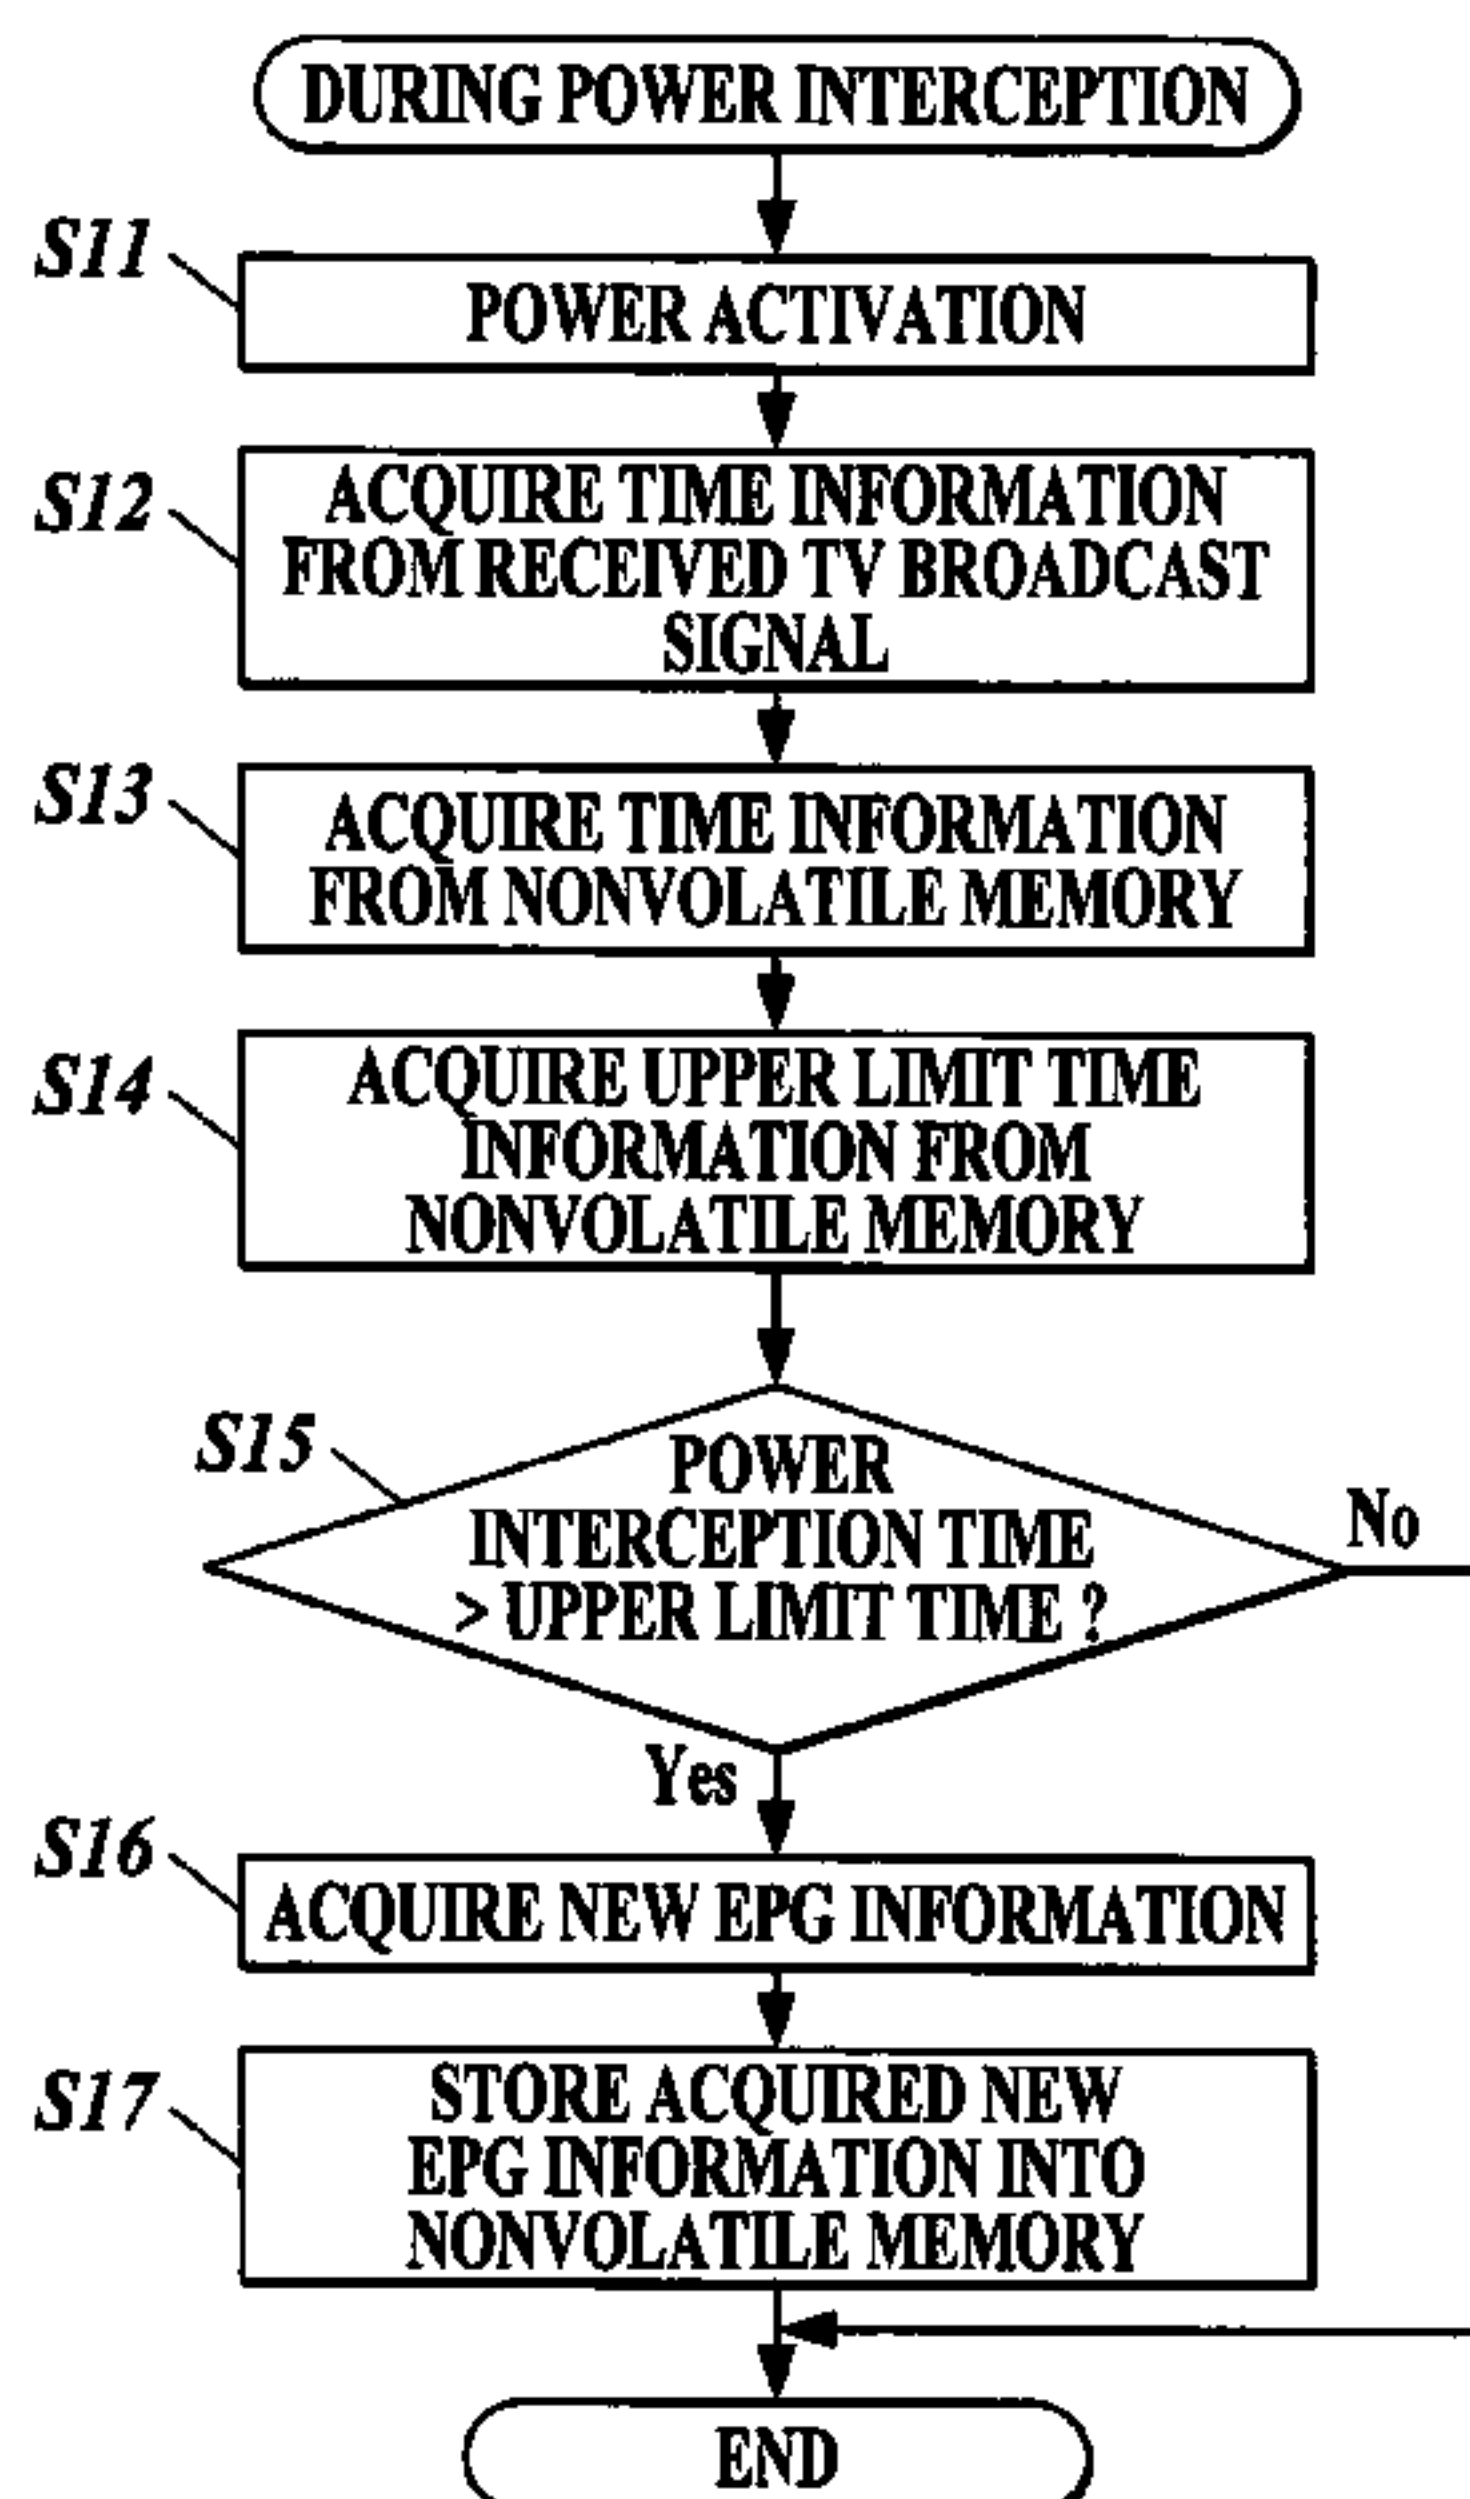 DURING POWER INTERCEPTION
S11
POWER ACTIVATION
S12
ACQUIRE TIME INFORMATION
FROM RECEIVED TV BROADCAST
SIGNAL
S13
ACQUIRE TIME INFORMATION
FROM NONVOLATILE MEMORY
S14
ACQUIRE UPPER LIMIT TIME
INFORMATION FROM
NONVOLATILE MEMORY
S15
POWER
INTERCEPTION TIME
> UPPER LIMIT TIME ?
No
Yes
S16
ACQUIRE NEW EPG INFORMATION
S17
STORE ACQUIRED NEW
EPG INFORMATION INTO
NONVOLATILE MEMORY
END